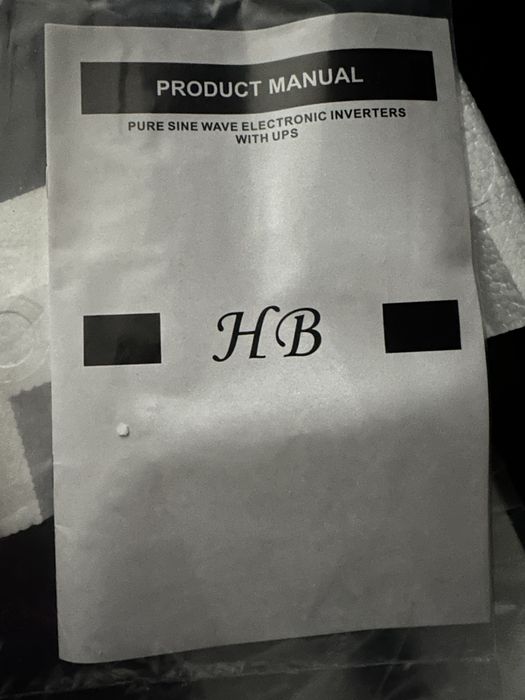 PRODUCT MANUAL
PURE SINE WAVE ELECTRONIC INVERTERS
WITH UPS
HB